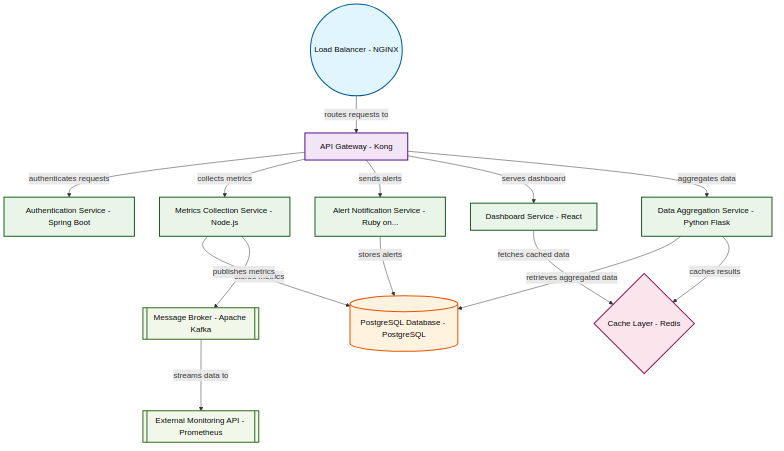 Load Balancer - NGINX
routes requests to
API Gateway - Kong
authenticates requests
collects metrics
sends alerts
serves dashboard
aggregates data
Authentication Service -
Spring Boot
Metrics Collection Service -
Node.js
Alert Notification Service -
Ruby on...
Dashboard Service - React
Data Aggregation Service -
Python Flask
stores alerts
fetches cached data
publishes metrics
stores metrics
retrieves aggregated data
caches results
Message Broker - Apache
Kafka
PostgreSQL Database -
PostgreSQL
Cache Layer - Redis
streams data to
External Monitoring API -
Prometheus